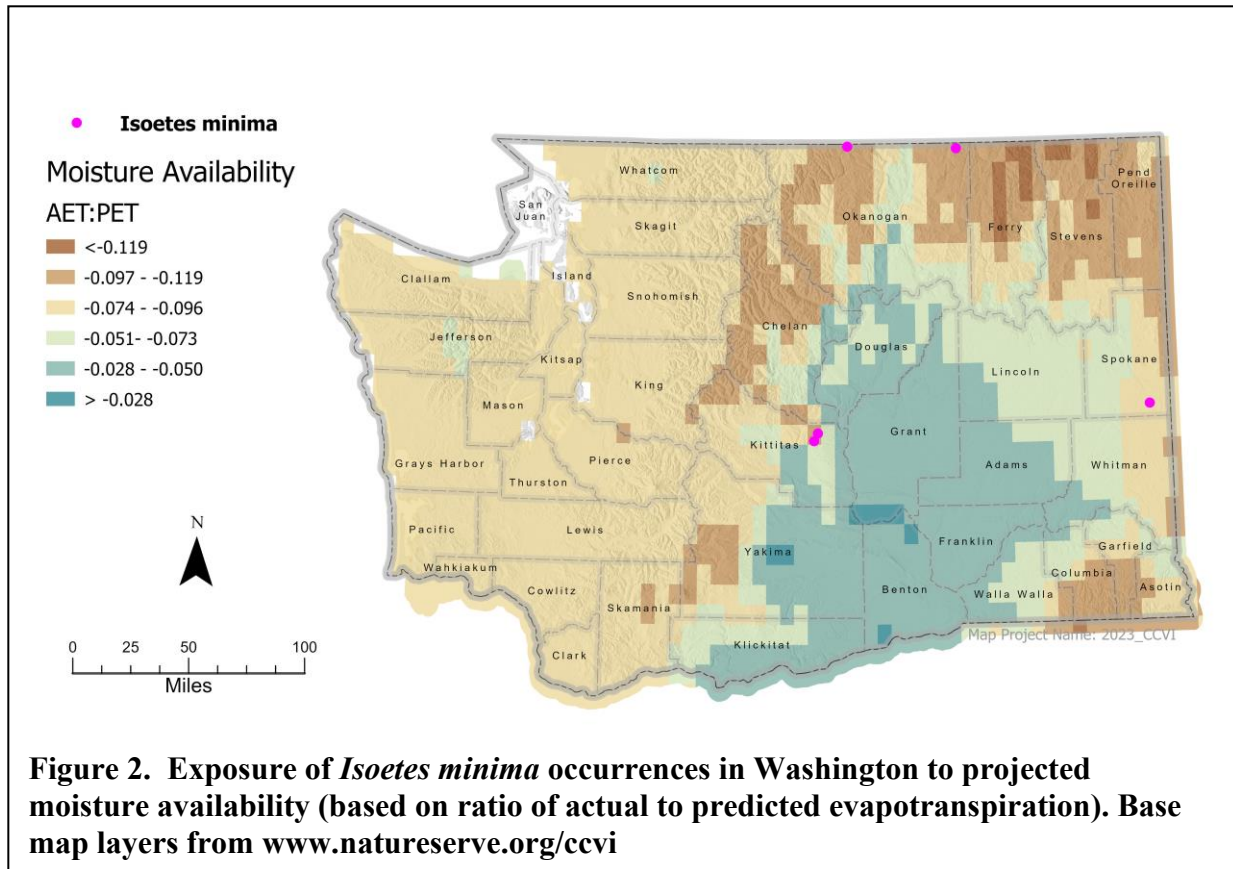 Isoetes minima
Moisture Availability
AET:PET
<-0.119
-0.097 - -0.119
-0.074 - -0.096
-0.051- -0.073
-0.028 - -0.050
> -0.028
N
0 50 100
25
Miles
Whatcom
San
Juan
Skagit
Okanogan
Ferry
Stevens
Pend
Oreille
Clallam
Island
Snohomish
Chelan
Jefferson
Kitsap
Douglas
Lincoln
Spokane
King
Mason
Grant
Kittitas
Adams
Whitman
Grays Harbor
Pierce
Thurston
Pacific
Lewis
Yakima
Franklin
Garfield
Wahkiakum
Columbia
Asotin
Cowlitz
Skamania
Benton
Walla Walla
Klickitat
Clark
Map Project Name: 2023_CCVI
Figure 2. Exposure of Isoetes minima occurrences in Washington to projected
moisture availability (based on ratio of actual to predicted evapotranspiration). Base
map layers from www.natureserve.org/ccvi